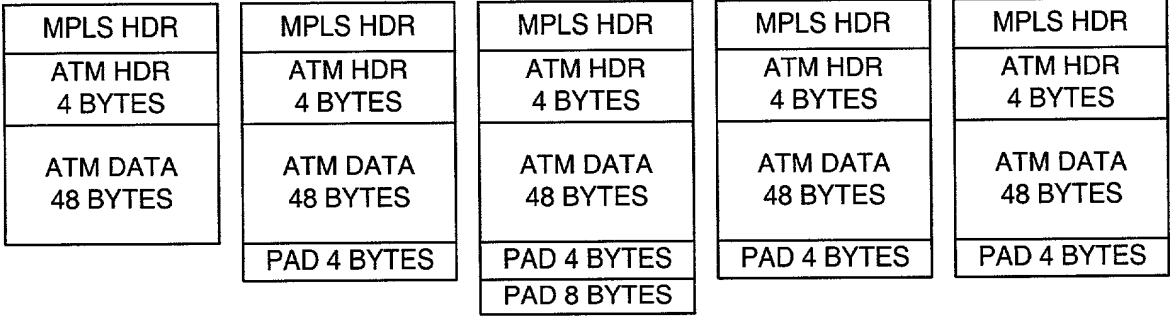 MPLS HDR
ATM HDR
4 BYTES
ATM DATA
48 BYTES
MPLS HDR
ATM HDR
4 BYTES
ATM DATA
48 BYTES
PAD 4 BYTES
MPLS HDR
ATM HDR
4 BYTES
ATM DATA
48 BYTES
PAD 4 BYTES
PAD 8 BYTES
MPLS HDR
ATM HDR
4 BYTES
ATM DATA
48 BYTES
PAD 4 BYTES
MPLS HDR
ATM HDR
4 BYTES
ATM DATA
48 BYTES
PAD 4 BYTES